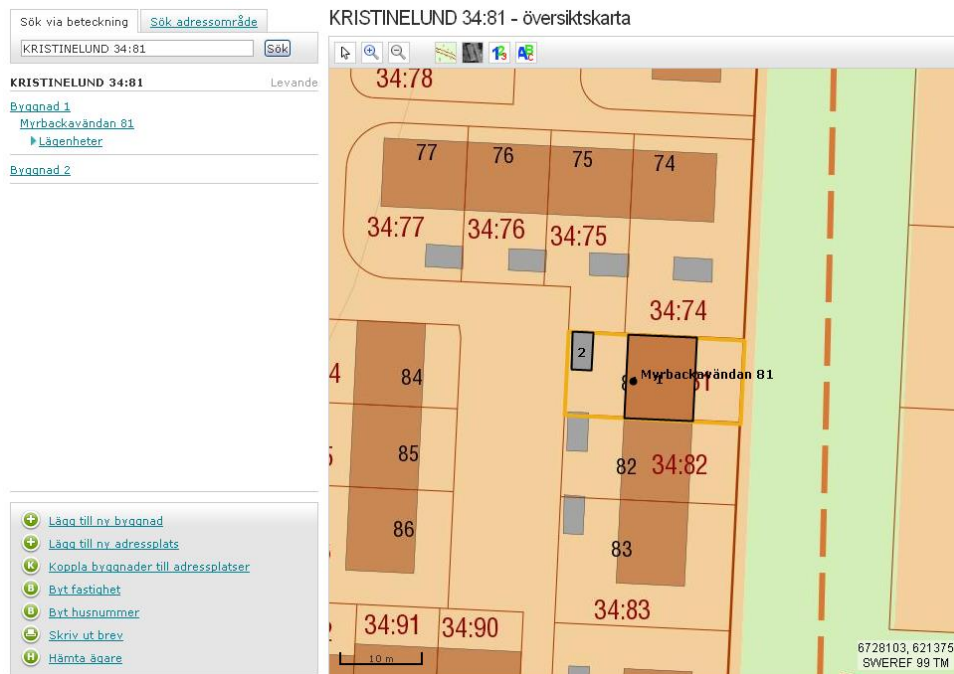 Sök via beteckning
Sök adressområde
KRISTINELUND 34:81
Sök
KRISTINELUND 34:81
Levande
Byggnad 1
Myrbackavändan 81
Lägenheter
Byggnad 2
Lägg till ny byggnad
Lägg till ny adressplats
Koppla byggnader till adressplatser
Byt fastighet
Byt husnummer
Skriv ut brev
Hämta ägare
KRISTINELUND 34:81 - översiktskarta
34:78
77
76
75
74
34:77
34:76
34:75
34:74
2
Myrbackavändan 81
4
84
85
86
82
34:82
83
34:83
34:91
34:90
10 m
6728103, 621375
SWEREF 99 TM